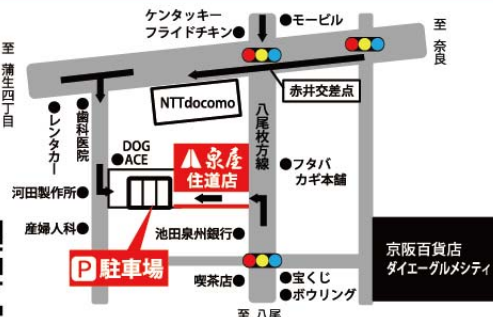 ケンタッキー
フライドチキン
モービル
至 奈良
至 蒲生四丁目
赤井交差点
NTTdocomo
八尾枚方線
レンタカー
歯科医院
DOG
ACE
泉屋
住道店
フタバ
カギ本舗
河田製作所
産婦人科
池田泉州銀行
P 駐車場
京阪百貨店
ダイエーグルメシティ
喫茶店
宝くじ
ボウリング
至 八尾